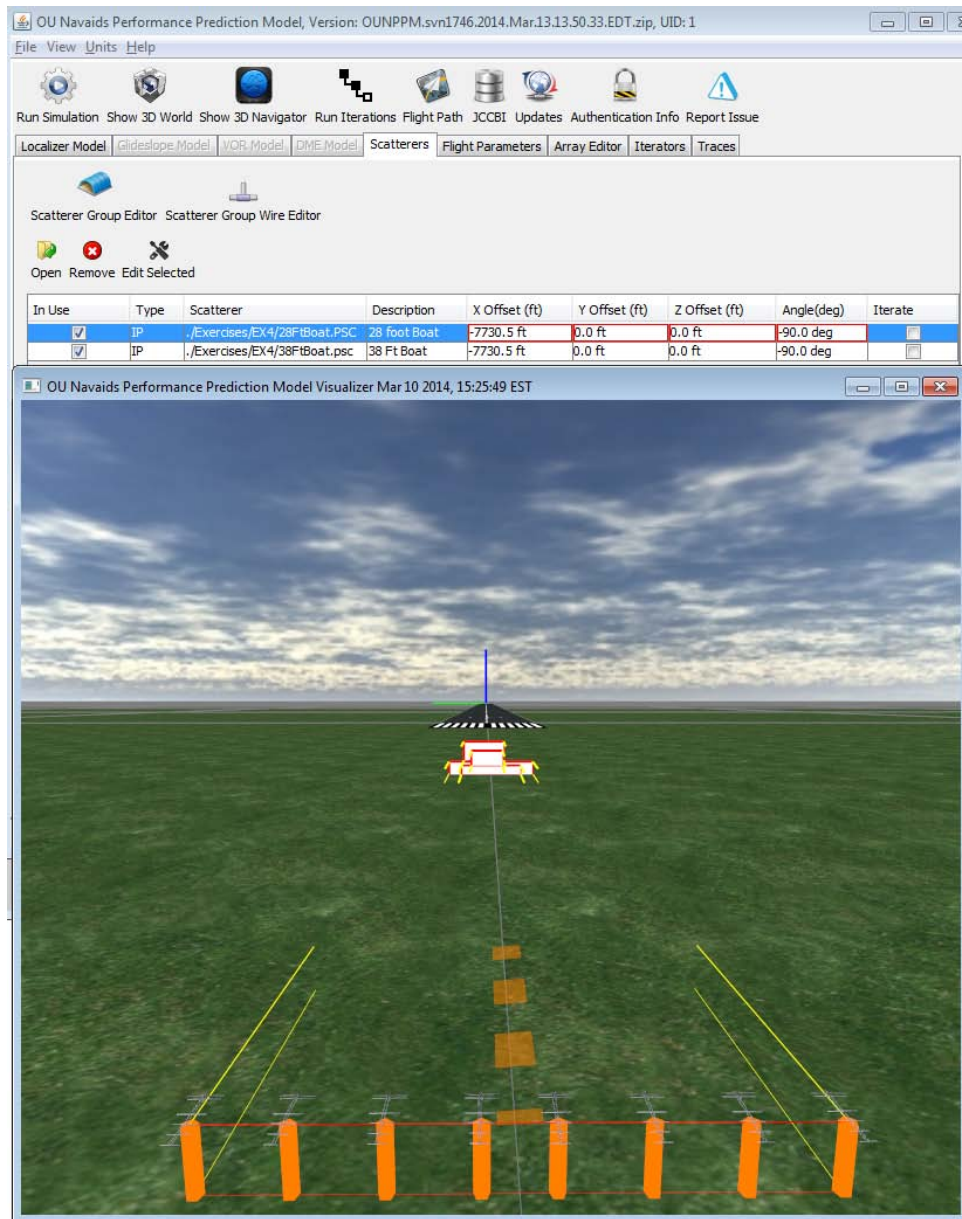 OU Navaids Performance Prediction Model, Version: OUNPPM.svn1746.2014.Mar.13.13.50.33.EDT.zip, UID: 1
File View Units Help
Run Simulation Show 3D World Show 3D Navigator Run Iterations Flight Path JCCBI Updates Authentication Info Report Issue
Localizer Model Glideslope Model VOR Model DME Model Scatterers Flight Parameters Array Editor Iterators Traces
Scatterer Group Editor Scatterer Group Wire Editor
Open Remove Edit Selected
In Use Type Scatterer Description X Offset (ft) Y Offset (ft) Z Offset (ft) Angle(deg) Iterate
IP ./Exercises/EX4/28FtBoat.PSC 28 foot Boat -7730.5 ft 0.0 ft 0.0 ft -90.0 deg
IP ./Exercises/EX4/38FtBoat.psc 38 Ft Boat -7730.5 ft 0.0 ft 0.0 ft -90.0 deg
OU Navaids Performance Prediction Model Visualizer Mar 10 2014, 15:25:49 EST